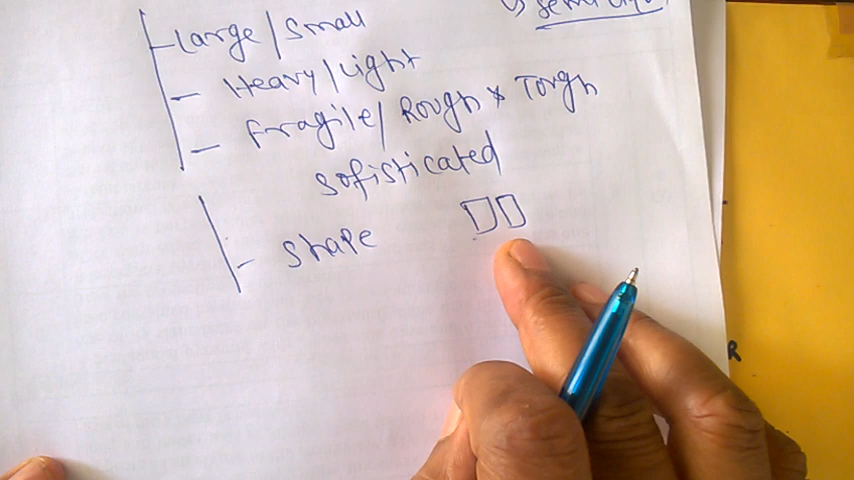 Large/Small
- Heavy/Light
- Fragile/Rough & Tough
Sofisticated
- Shape
R